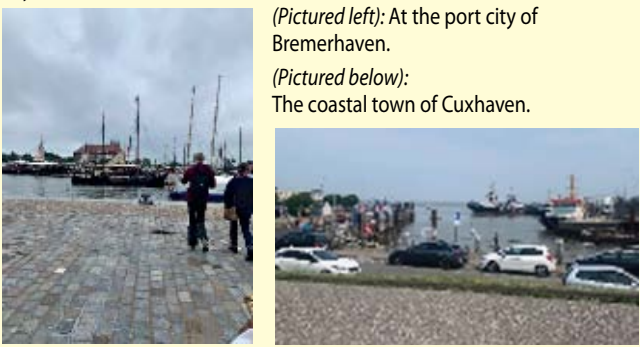 (Pictured left): At the port city of
Bremerhaven.
(Pictured below):
The coastal town of Cuxhaven.